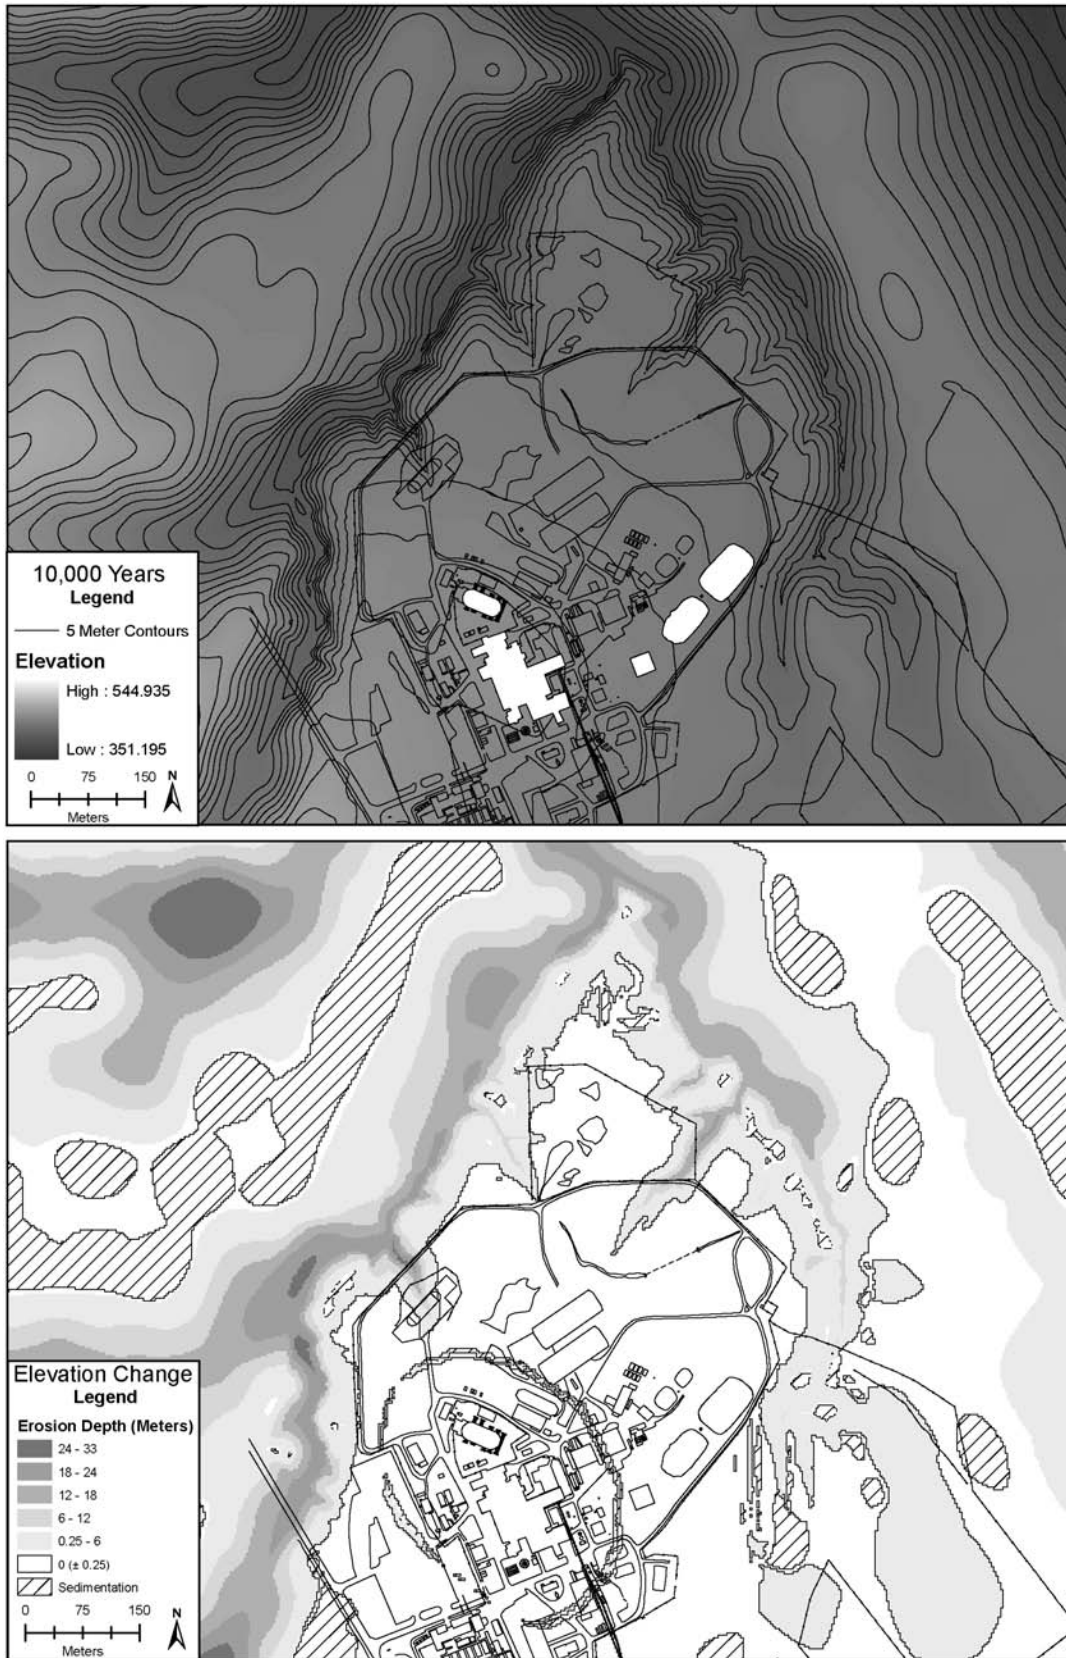 10,000 Years
Legend
5 Meter Contours
Elevation
High : 544.935
Low : 351.195
0 75 150
Meters
N
Elevation Change
Legend
Erosion Depth (Meters)
24 - 33
18 - 24
12 - 18
6 - 12
0.25 - 6
0 (± 0.25)
Sedimentation
0 75 150
Meters
N